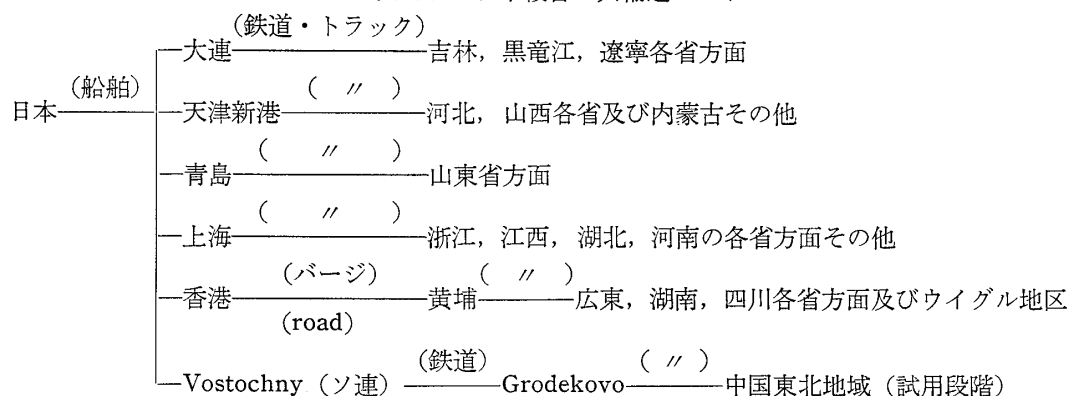 (鉄道・トラック)
大連 吉林,黒竜江,遼寧各省方面
(船舶) (〃)
日本 天津新港 河北,山西各省及び内蒙古その他
(〃)
青島 山東省方面
(〃)
上海 浙江,江西,湖北,河南の各省方面その他
(バージ) (〃)
香港 黄埔 広東,湖南,四川各省方面及びウイグル地区
(road)
(鉄道) (〃)
Vostochny(ソ連) Grodekovo 中国東北地域(試用段階)